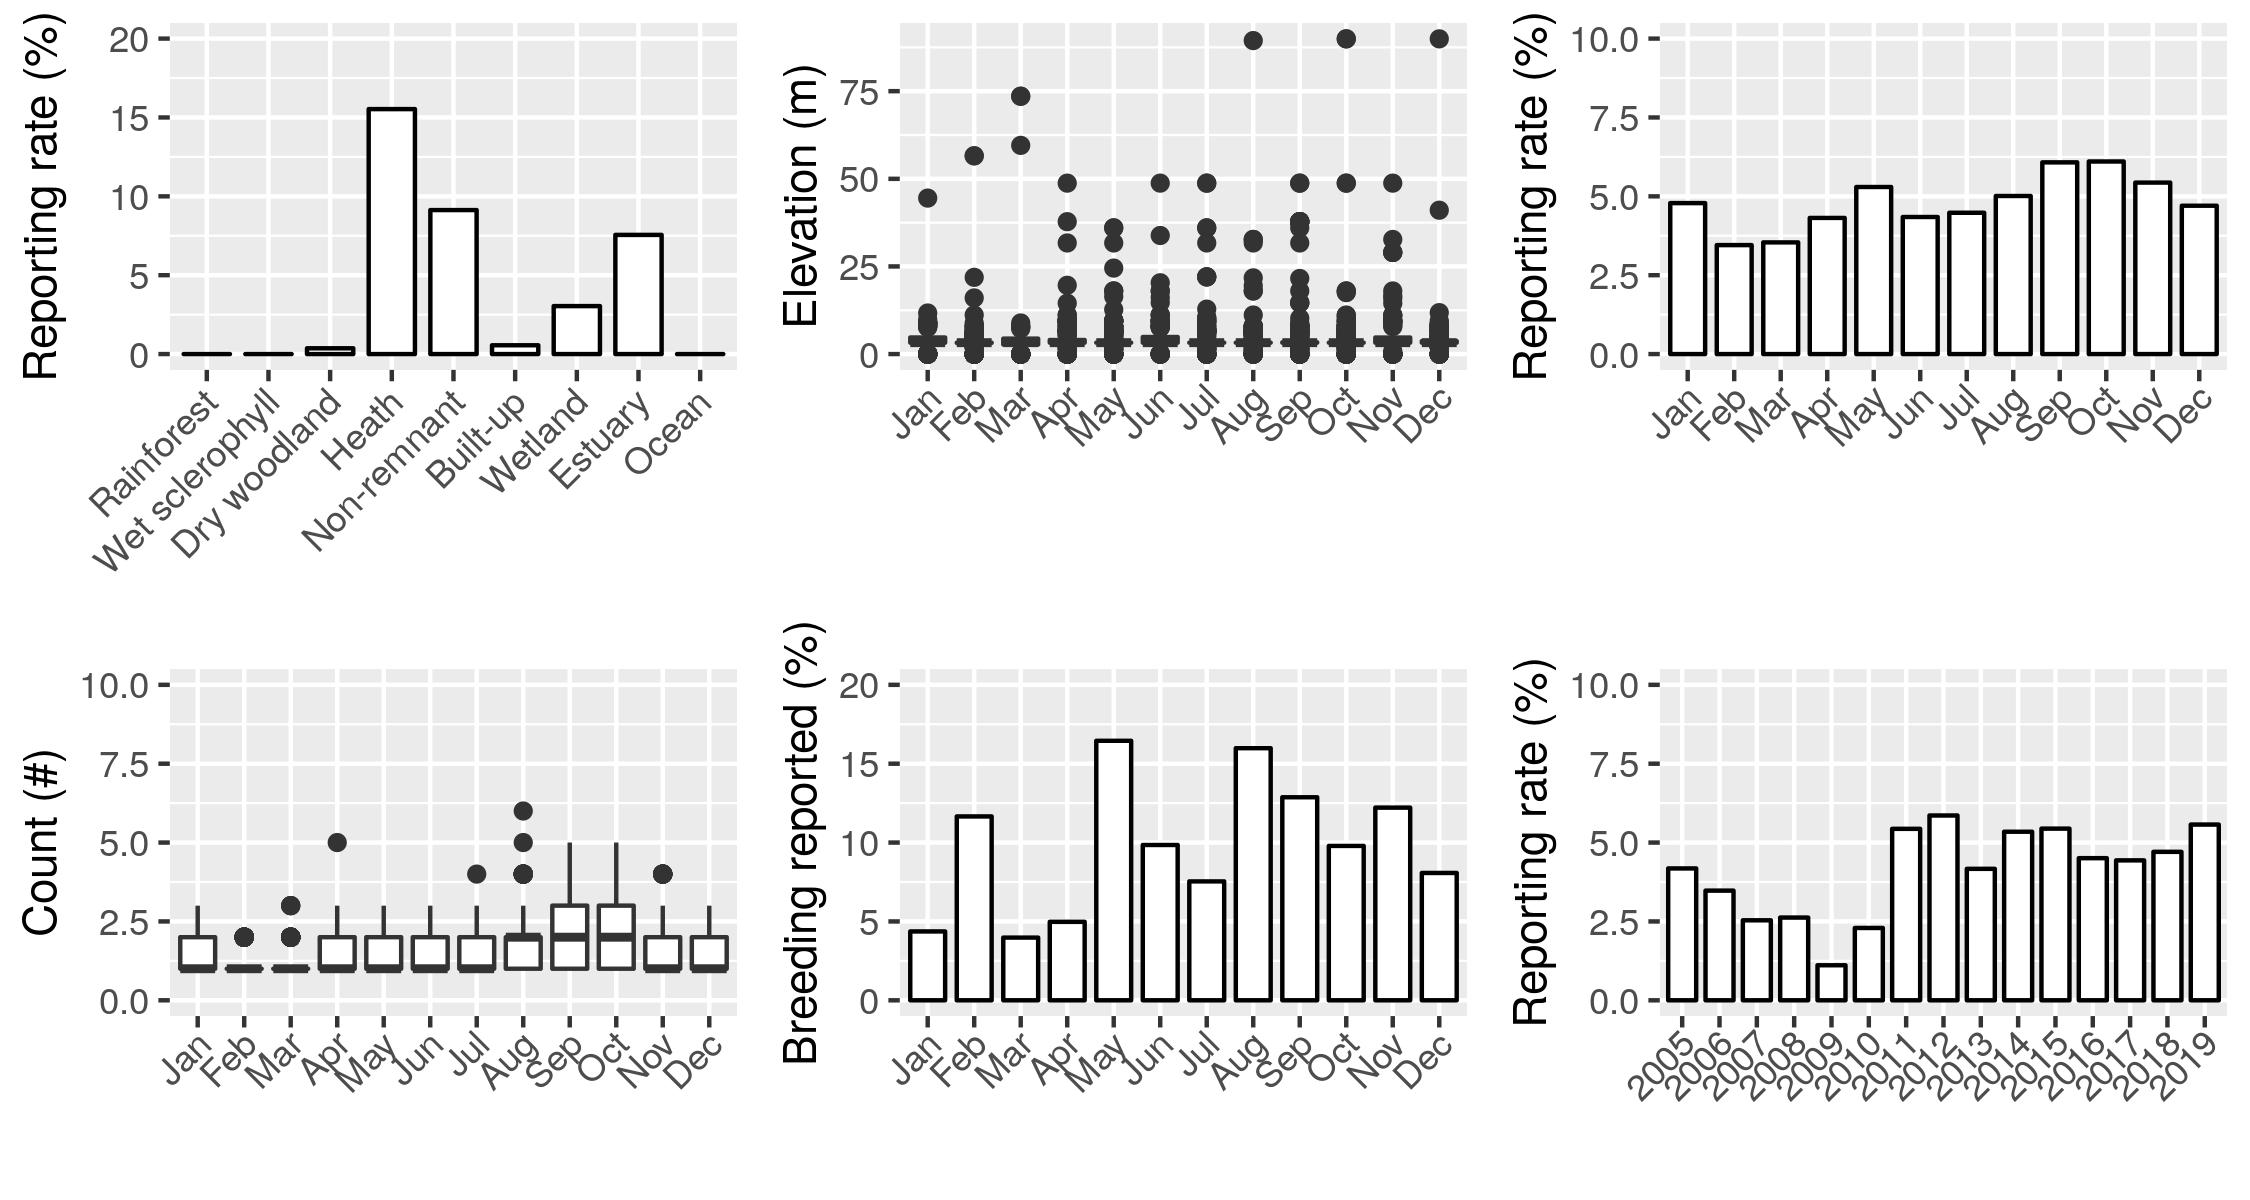 Reporting rate (%)
20
15
10
5
0
Rainforest
Wet sclerophyll
Dry woodland
Heath
Non-remnant
Built-up
Wetland
Estuary
Ocean
Elevation (m)
75
50
25
0
Jan
Feb
Mar
Apr
May
Jun
Jul
Aug
Sep
Oct
Nov
Dec
Reporting rate (%)
10.0
7.5
5.0
2.5
0.0
Jan
Feb
Mar
Apr
May
Jun
Jul
Aug
Sep
Oct
Nov
Dec
Count (#)
10.0
7.5
5.0
2.5
0.0
Jan
Feb
Mar
Apr
May
Jun
Jul
Aug
Sep
Oct
Nov
Dec
Breeding reported (%)
20
15
10
5
0
Jan
Feb
Mar
Apr
May
Jun
Jul
Aug
Sep
Oct
Nov
Dec
Reporting rate (%)
10.0
7.5
5.0
2.5
0.0
2005
2006
2007
2008
2009
2010
2011
2012
2013
2014
2015
2016
2017
2018
2019